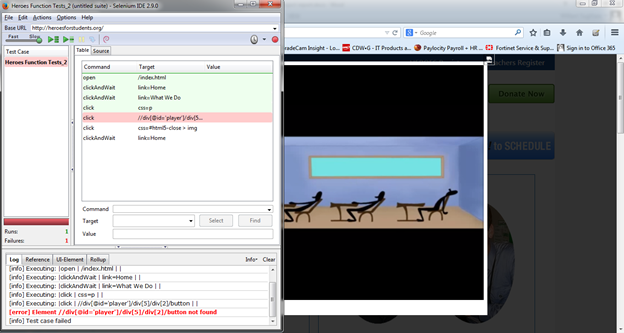 Heroes Function Tests_2 (untitled suite) - Selenium IDE 2.9.0
File Edit Actions Options Help
Base URL http://heroesforstudents.org/
Fast Slow
Test Case
Heroes Function Tests_2
Table Source
Command Target Value
open /index.html
clickAndWait link=Home
clickAndWait link=What We Do
click css=p
click //div[@id='player']/div[5...
click css=#html5-close > img
clickAndWait link=Home
Command
Target Select Find
Value
Runs: 1
Failures: 1
Log Reference UI-Element Rollup Info Clear
[info] Executing: |open | /index.html | |
[info] Executing: |clickAndWait | link=Home | |
[info] Executing: |clickAndWait | link=What We Do | |
[info] Executing: |click | css=p | |
[info] Executing: |click | //div[@id='player']/div[5]/div[2]/button | |
[error] Element //div[@id='player']/div[5]/div[2]/button not found
[info] Test case failed
Google
radeCam Insight - Lo... CDW•G - IT Products a... Paylocity Payroll + HR ... Fortinet Service & Sup... Sign in to Office 365
achers Register
Donate Now
to SCHEDULE